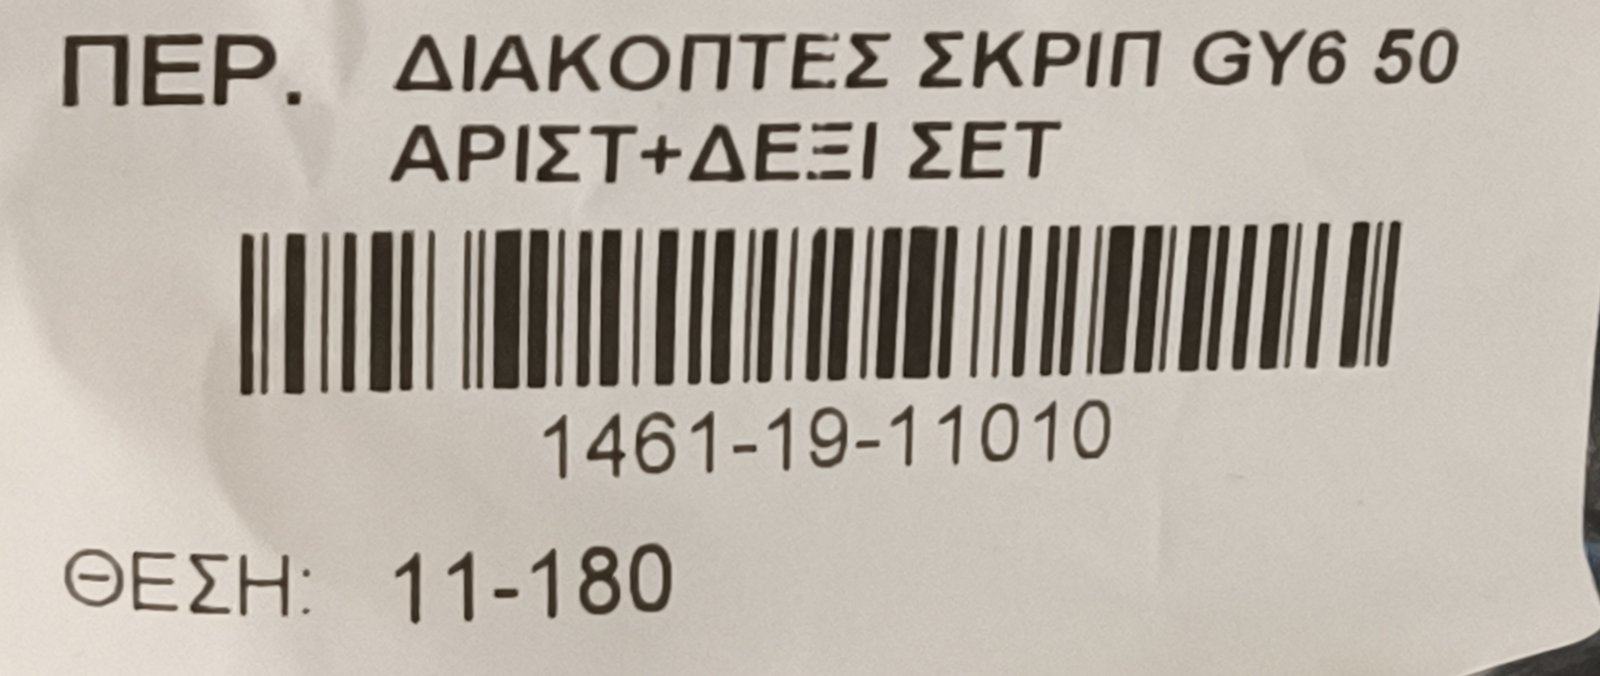 ΠΕΡ. ΔΙΑΚΟΠΤΕΣ ΣΚΡΙΠ GY6 50
ΑΡΙΣΤ+ΔΕΞΙ ΣΕΤ
1461-19-11010
ΘΕΣΗ: 11-180